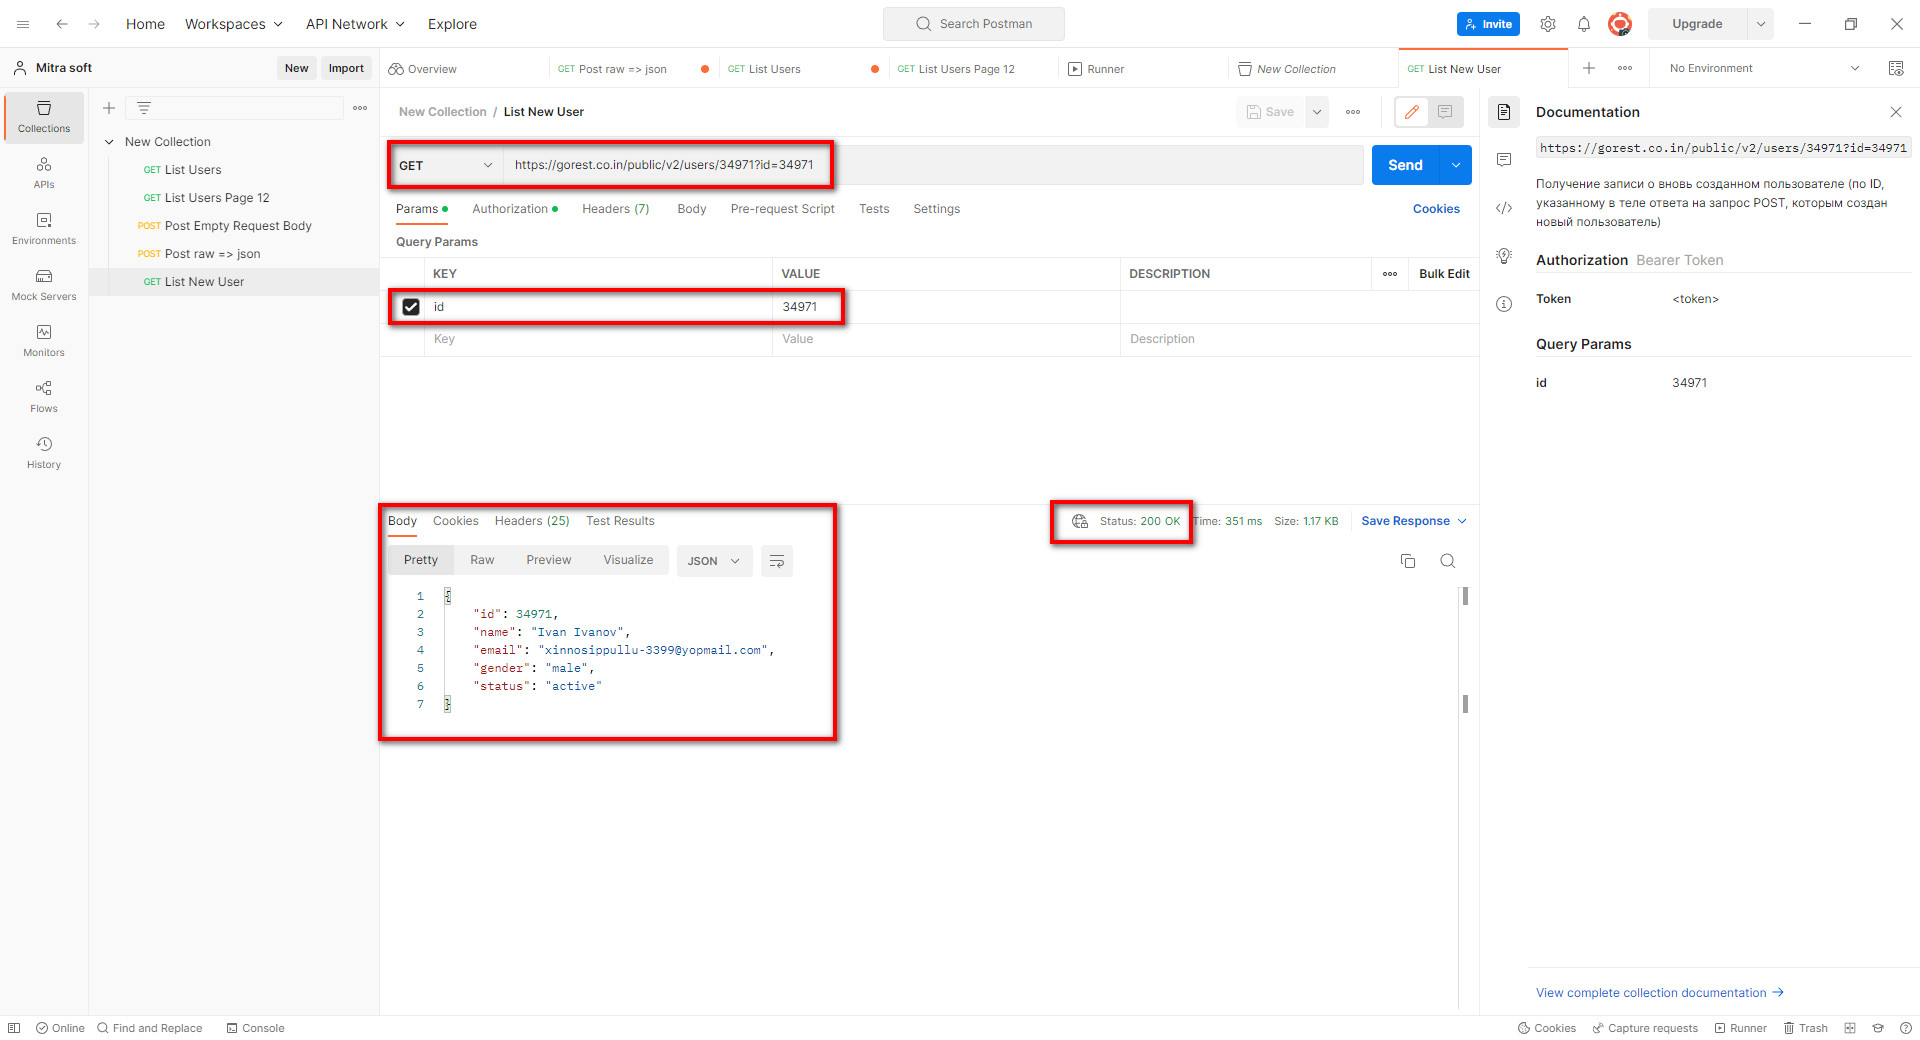 Home Workspaces API Network Explore Search Postman Invite Upgrade
Mitra soft New Import
Overview GET Post raw => json GET List Users GET List Users Page 12 Runner New Collection GET List New User No Environment
Collections
APIs
Environments
Mock Servers
Monitors
Flows
History
New Collection
GET List Users
GET List Users Page 12
POST Post Empty Request Body
POST Post raw => json
GET List New User
New Collection / List New User Save
GET https://gorest.co.in/public/v2/users/34971?id=34971 Send
Params Authorization Headers (7) Body Pre-request Script Tests Settings Cookies
Query Params
KEY VALUE DESCRIPTION Bulk Edit
id 34971
Key Value Description
Body Cookies Headers (25) Test Results Status: 200 OK Time: 351 ms Size: 1.17 KB Save Response
Pretty Raw Preview Visualize JSON
1 {
2 "id": 34971,
3 "name": "Ivan Ivanov",
4 "email": "xinnosippullu-3399@yopmail.com",
5 "gender": "male",
6 "status": "active"
7 }
Documentation
https://gorest.co.in/public/v2/users/34971?id=34971
Получение записи о вновь созданном пользователе (по ID,
указанному в теле ответа на запрос POST, которым создан
новый пользователь)
Authorization Bearer Token
Token <token>
Query Params
id 34971
View complete collection documentation →
Online Find and Replace Console Cookies Capture requests Runner Trash